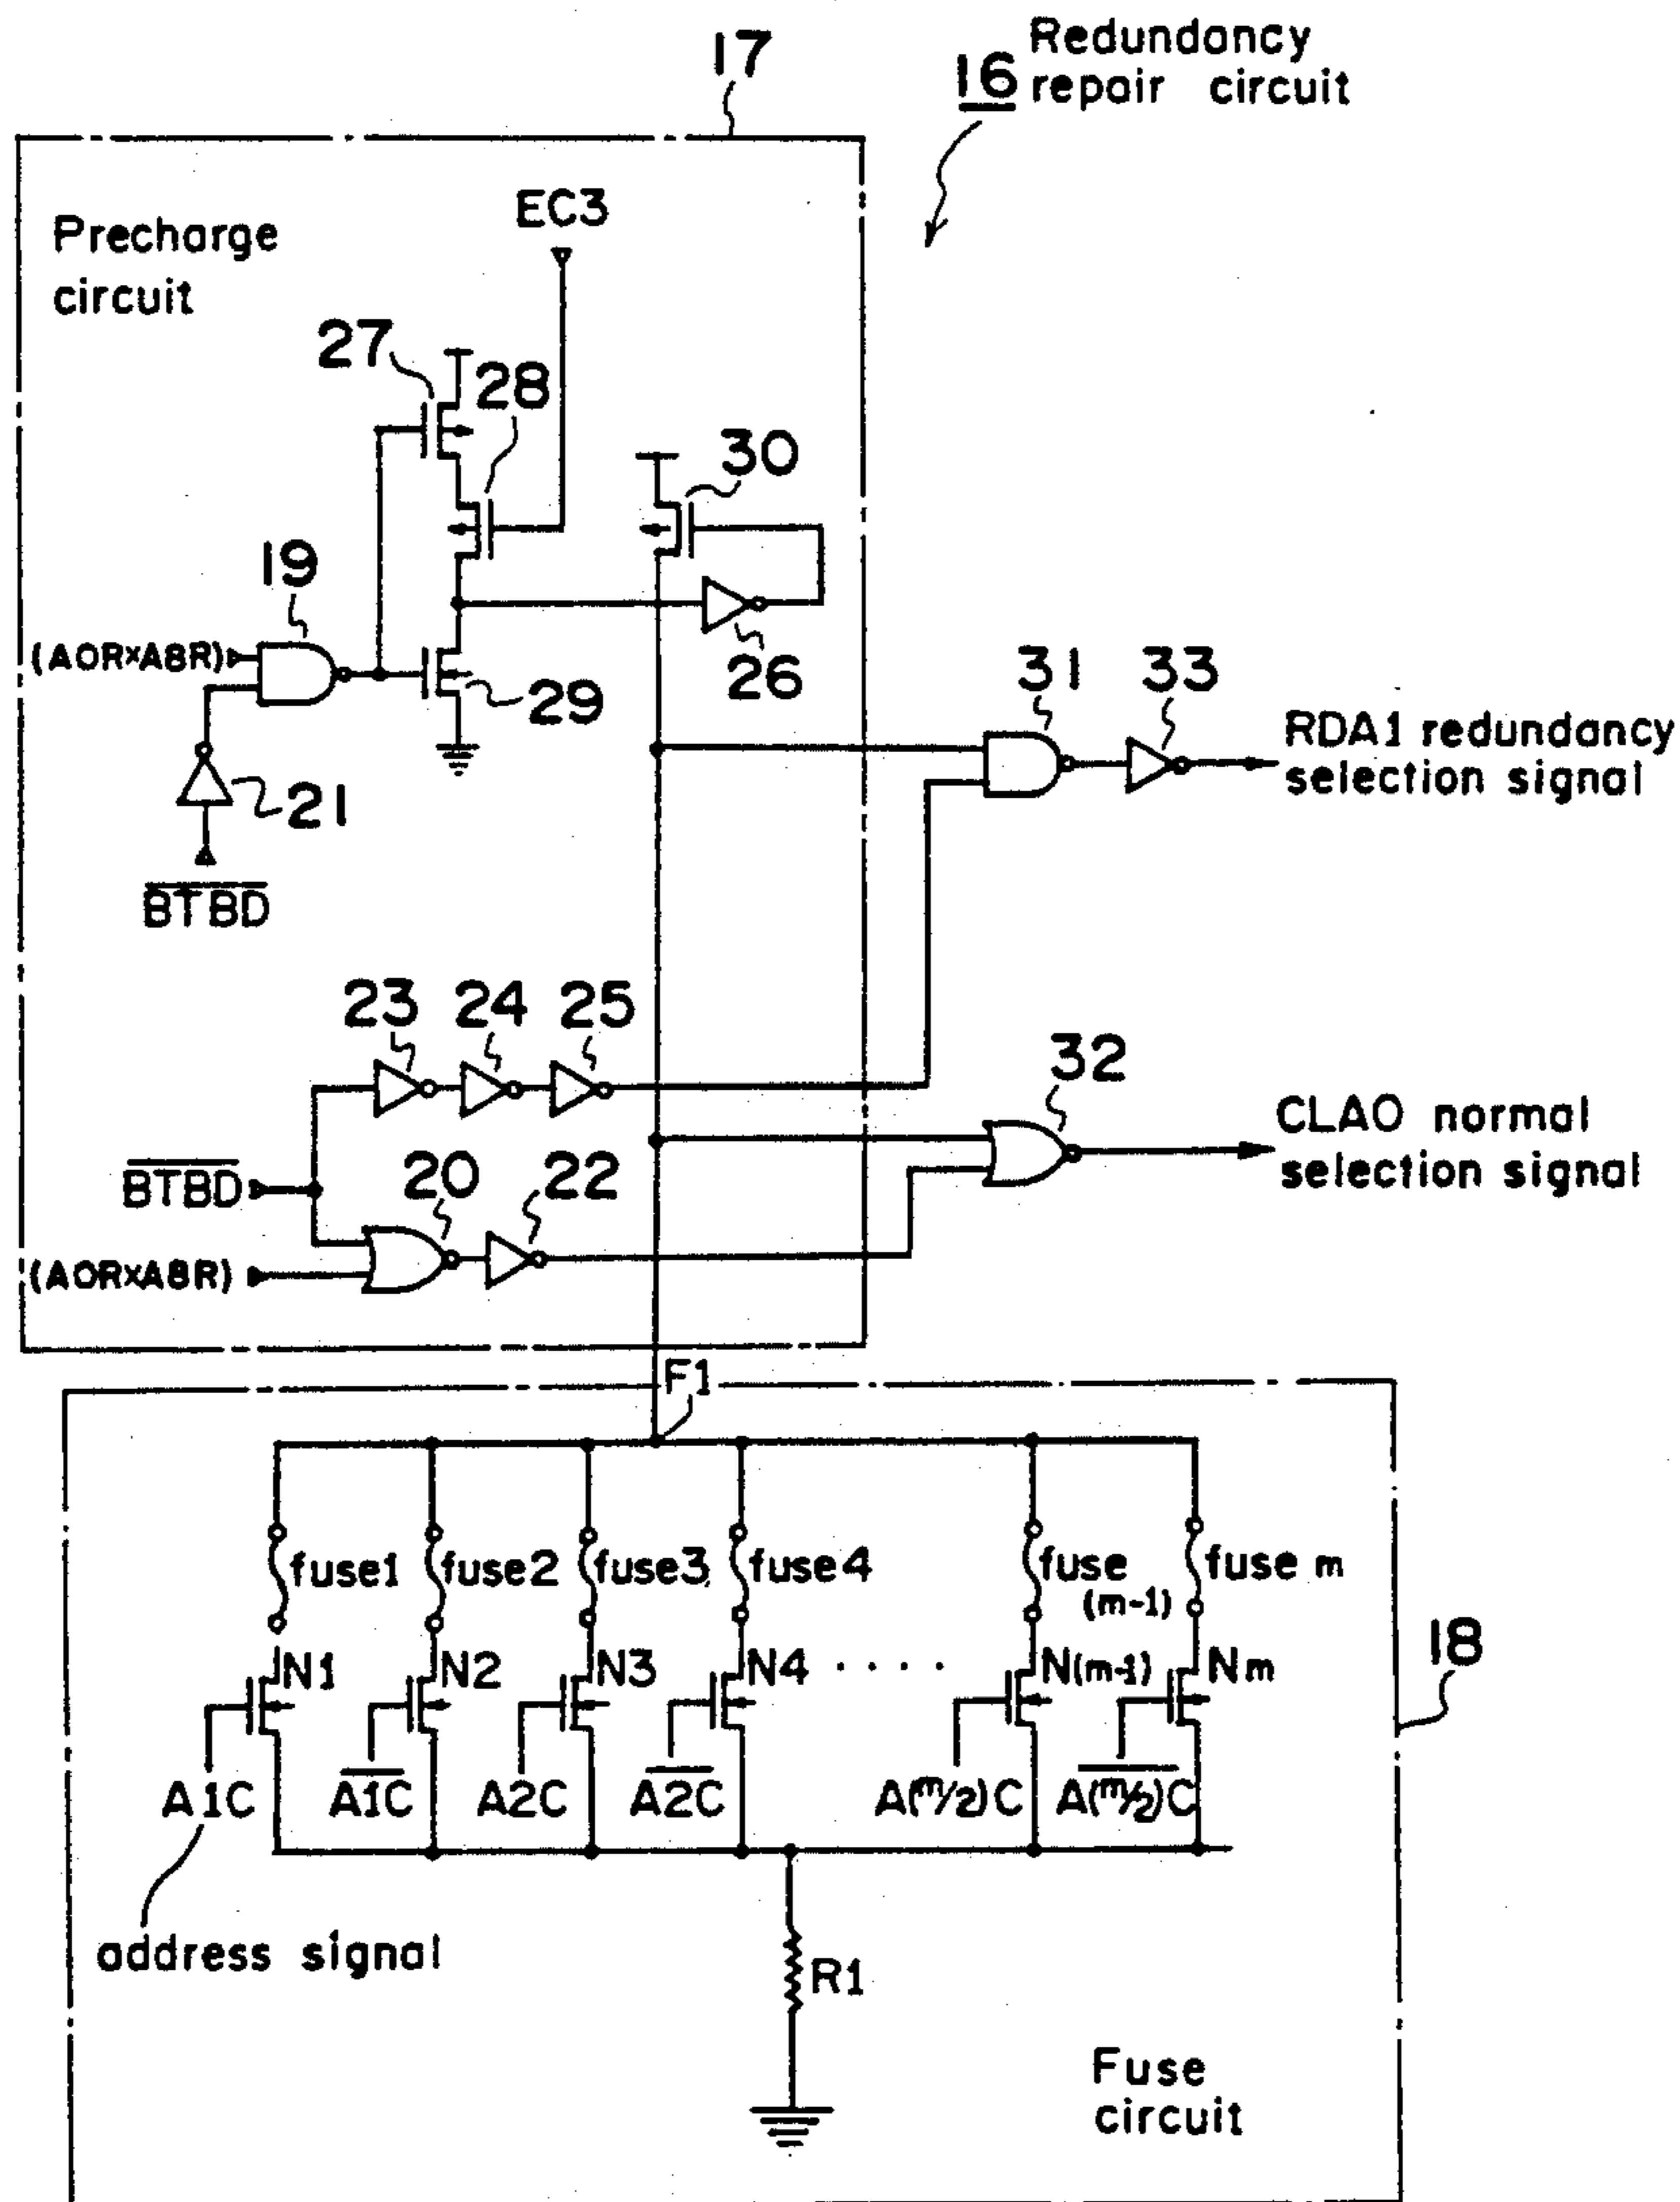 17
Redundancy
16 repair circuit
Precharge
circuit
EC3
27
28
30
19
(A0R×A8R)
29
26
31
33
RDA1 redundancy
selection signal
21
BTBD
23
24
25
32
BTBD
20
22
CLA0 normal
selection signal
(A0R×A8R)
F1
fuse1
fuse2
fuse3
fuse4
fuse
(m-1)
fuse m
18
N1
N2
N3
N4
....
N(m-1)
Nm
A1C
A1C
A2C
A2C
A(m/2)C
A(m/2)C
address signal
R1
Fuse
circuit